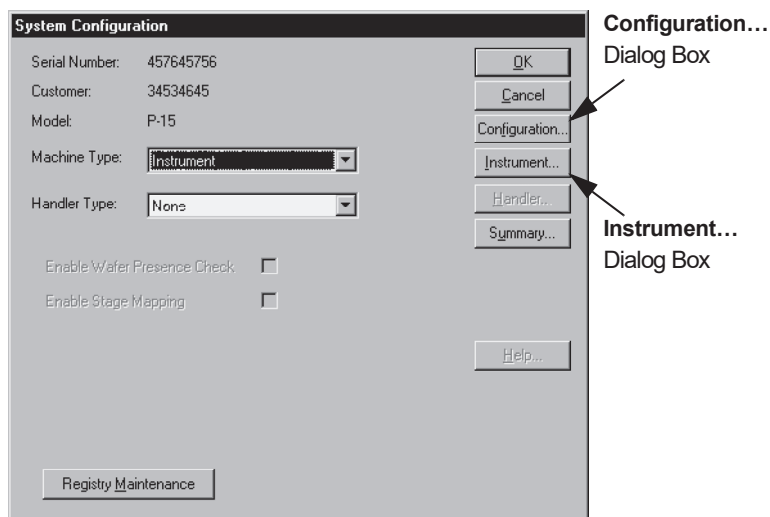 System Configuration
Serial Number: 457645756
Customer: 34534645
Model: P-15
Machine Type: Instrument
Handler Type: None
Enable Wafer Presence Check
Enable Stage Mapping
Registry Maintenance
OK
Cancel
Configuration...
Instrument...
Handler...
Summary...
Help...
Configuration…
Dialog Box
Instrument…
Dialog Box